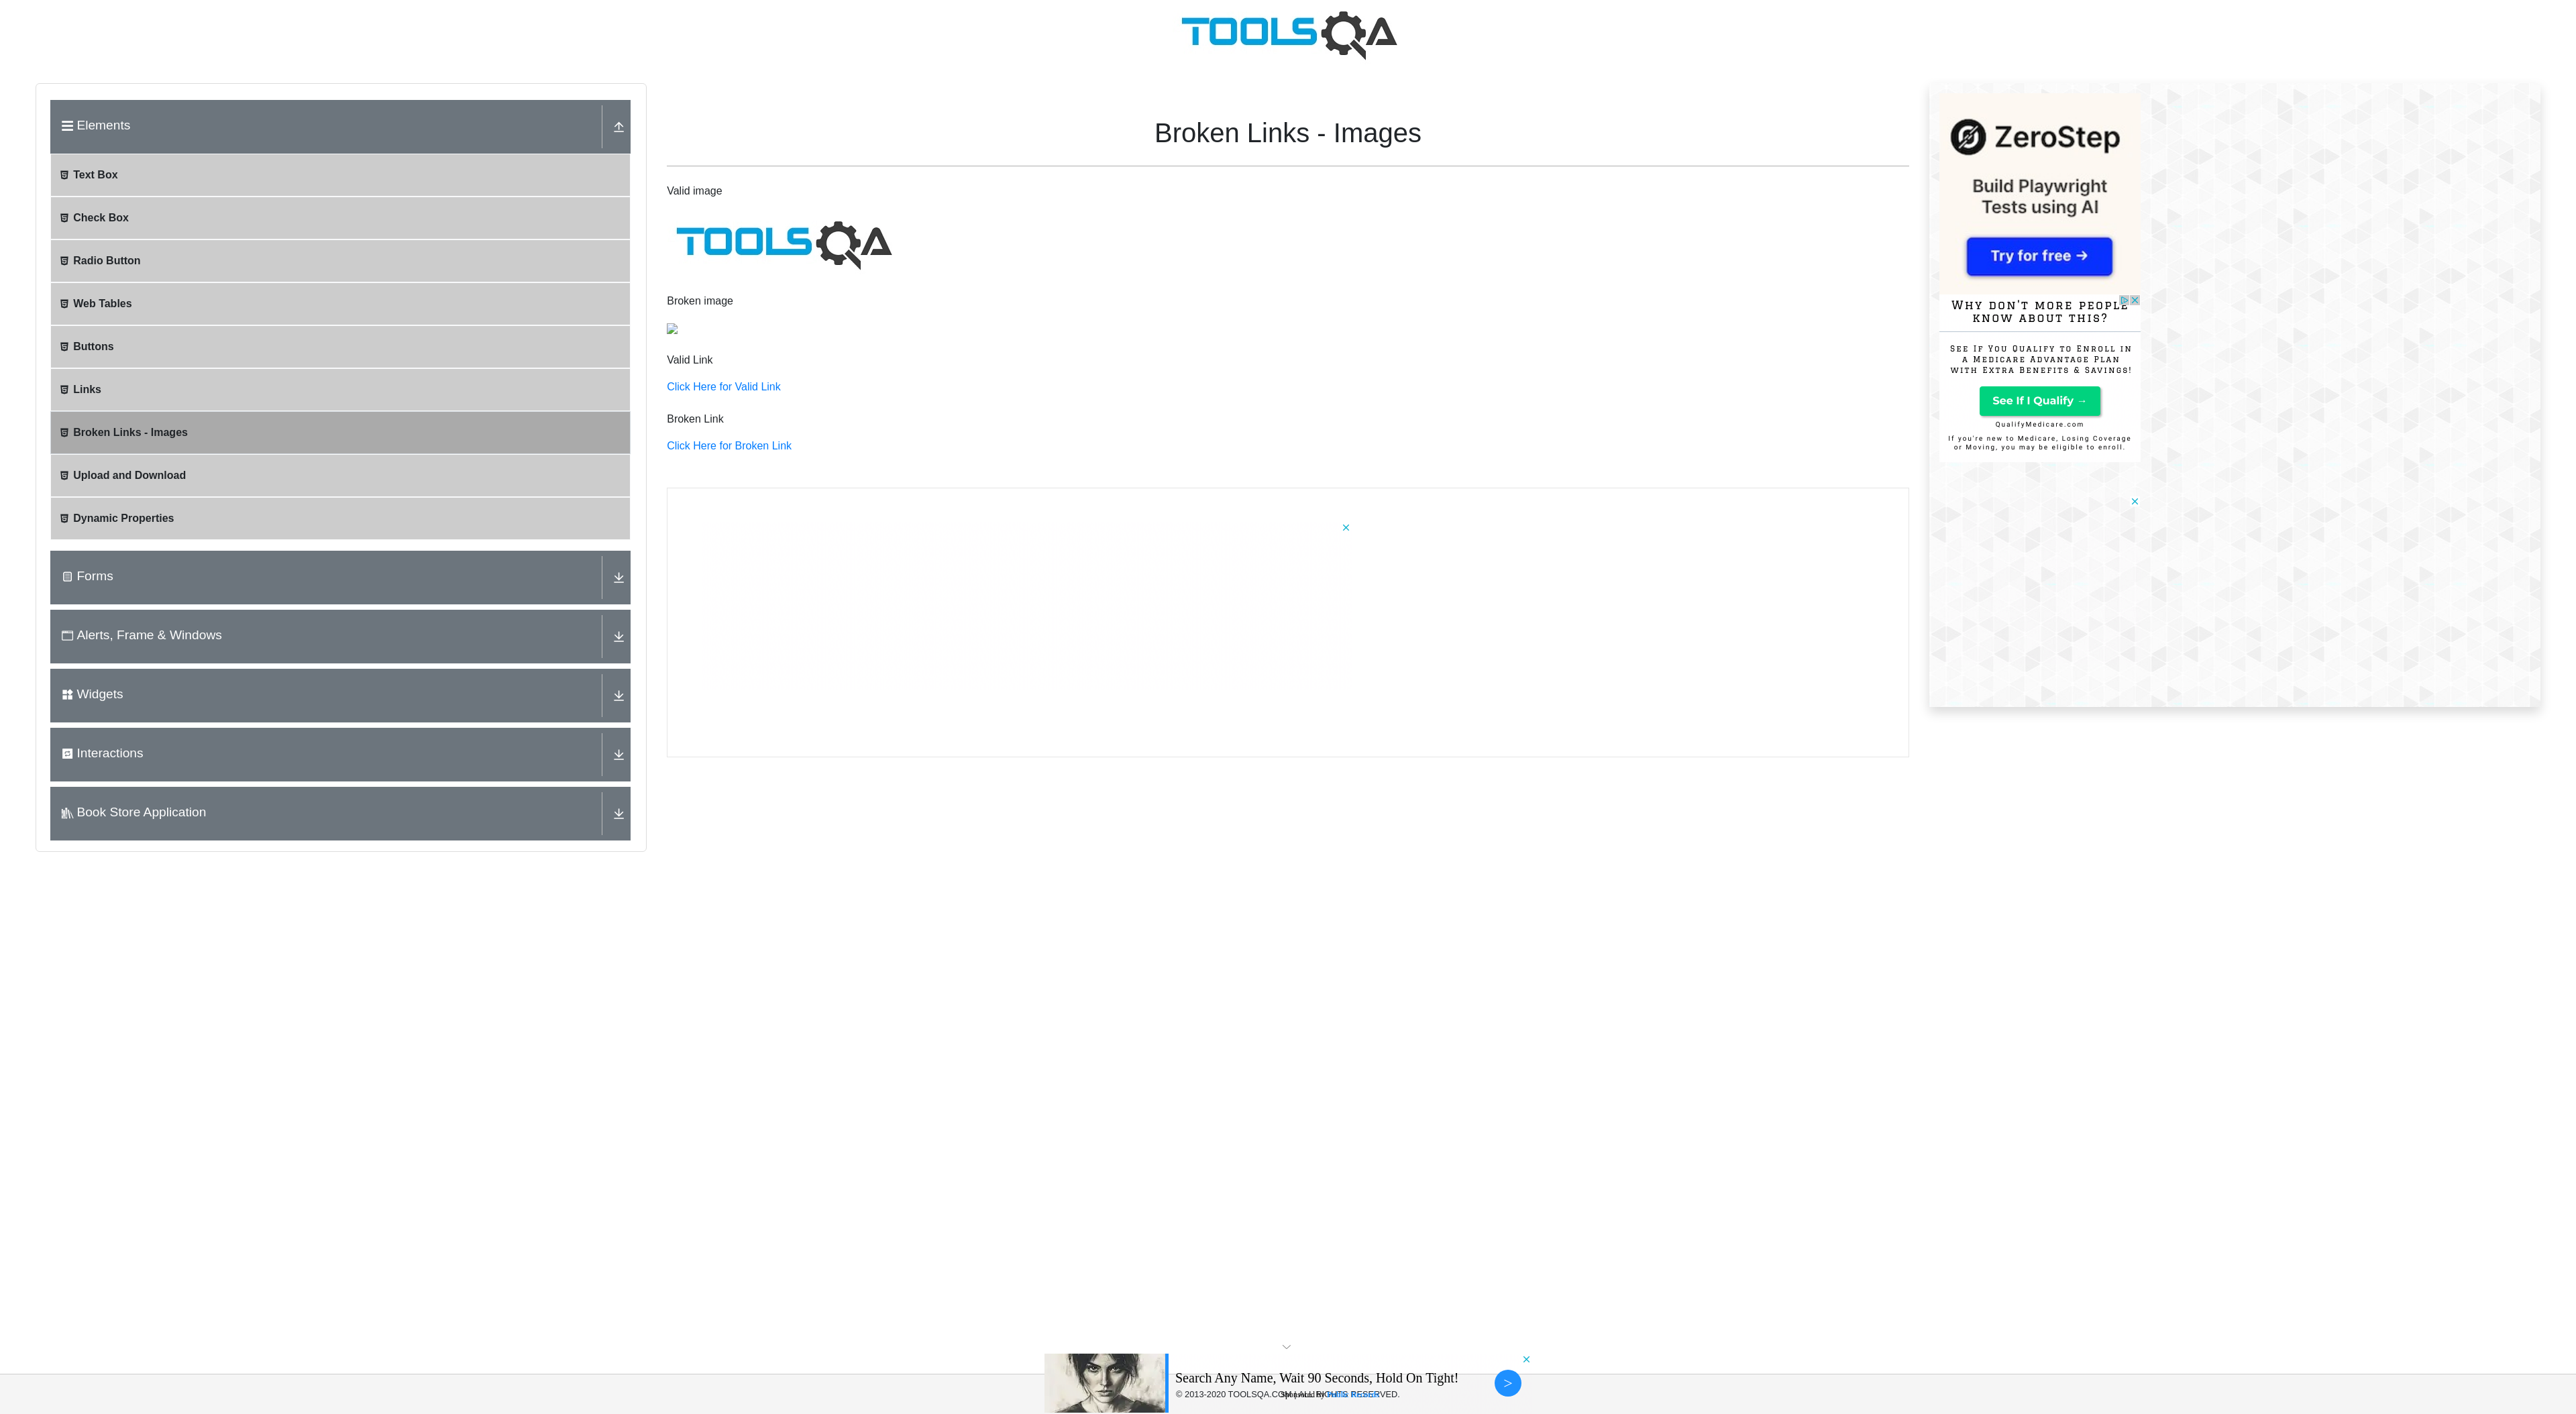 TOOLSQA
Elements
Text Box
Check Box
Radio Button
Web Tables
Buttons
Links
Broken Links - Images
Upload and Download
Dynamic Properties
Forms
Alerts, Frame & Windows
Widgets
Interactions
Book Store Application
Broken Links - Images
Valid image
TOOLSQA
Broken image
Valid Link
Click Here for Valid Link
Broken Link
Click Here for Broken Link
ZeroStep
Build Playwright
Tests using AI
Try for free →
WHY DON'T MORE PEOPLE
KNOW ABOUT THIS?
SEE IF YOU QUALIFY TO ENROLL IN
A MEDICARE ADVANTAGE PLAN
WITH EXTRA BENEFITS & SAVINGS!
See If I Qualify →
QualifyMedicare.com
If you're new to Medicare, Losing Coverage
or Moving, you may be eligible to enroll.
Search Any Name, Wait 90 Seconds, Hold On Tight!
© 2013-2020 TOOLSQA.COM | ALL RIGHTS RESERVED.